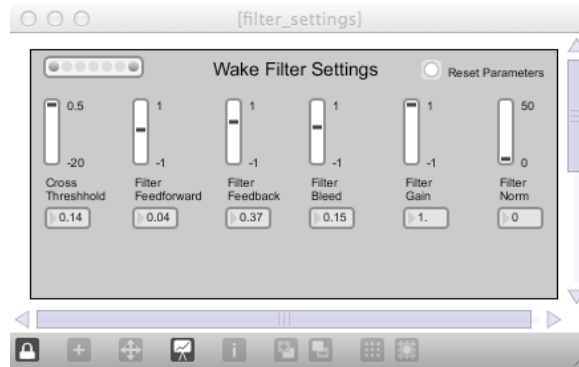 [filter_settings]
Wake Filter Settings
Reset Parameters
0.5 1 1 1 1 50
-20 -1 -1 -1 -1 0
Cross Filter Filter Filter Filter Filter
Threshhold Feedforward Feedback Bleed Gain Norm
0.14 0.04 0.37 0.15 1. 0